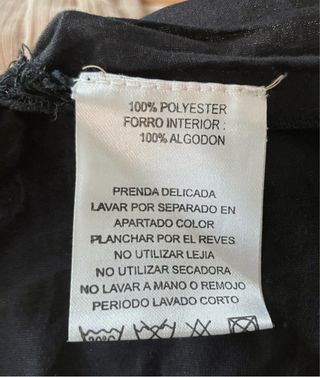 100% POLYESTER
FORRO INTERIOR :
100% ALGODON
PRENDA DELICADA
LAVAR POR SEPARADO EN
APARTADO COLOR
PLANCHAR POR EL REVES
NO UTILIZAR LEJIA
NO UTILIZAR SECADORA
NO LAVAR A MANO O REMOJO
PERIODO LAVADO CORTO